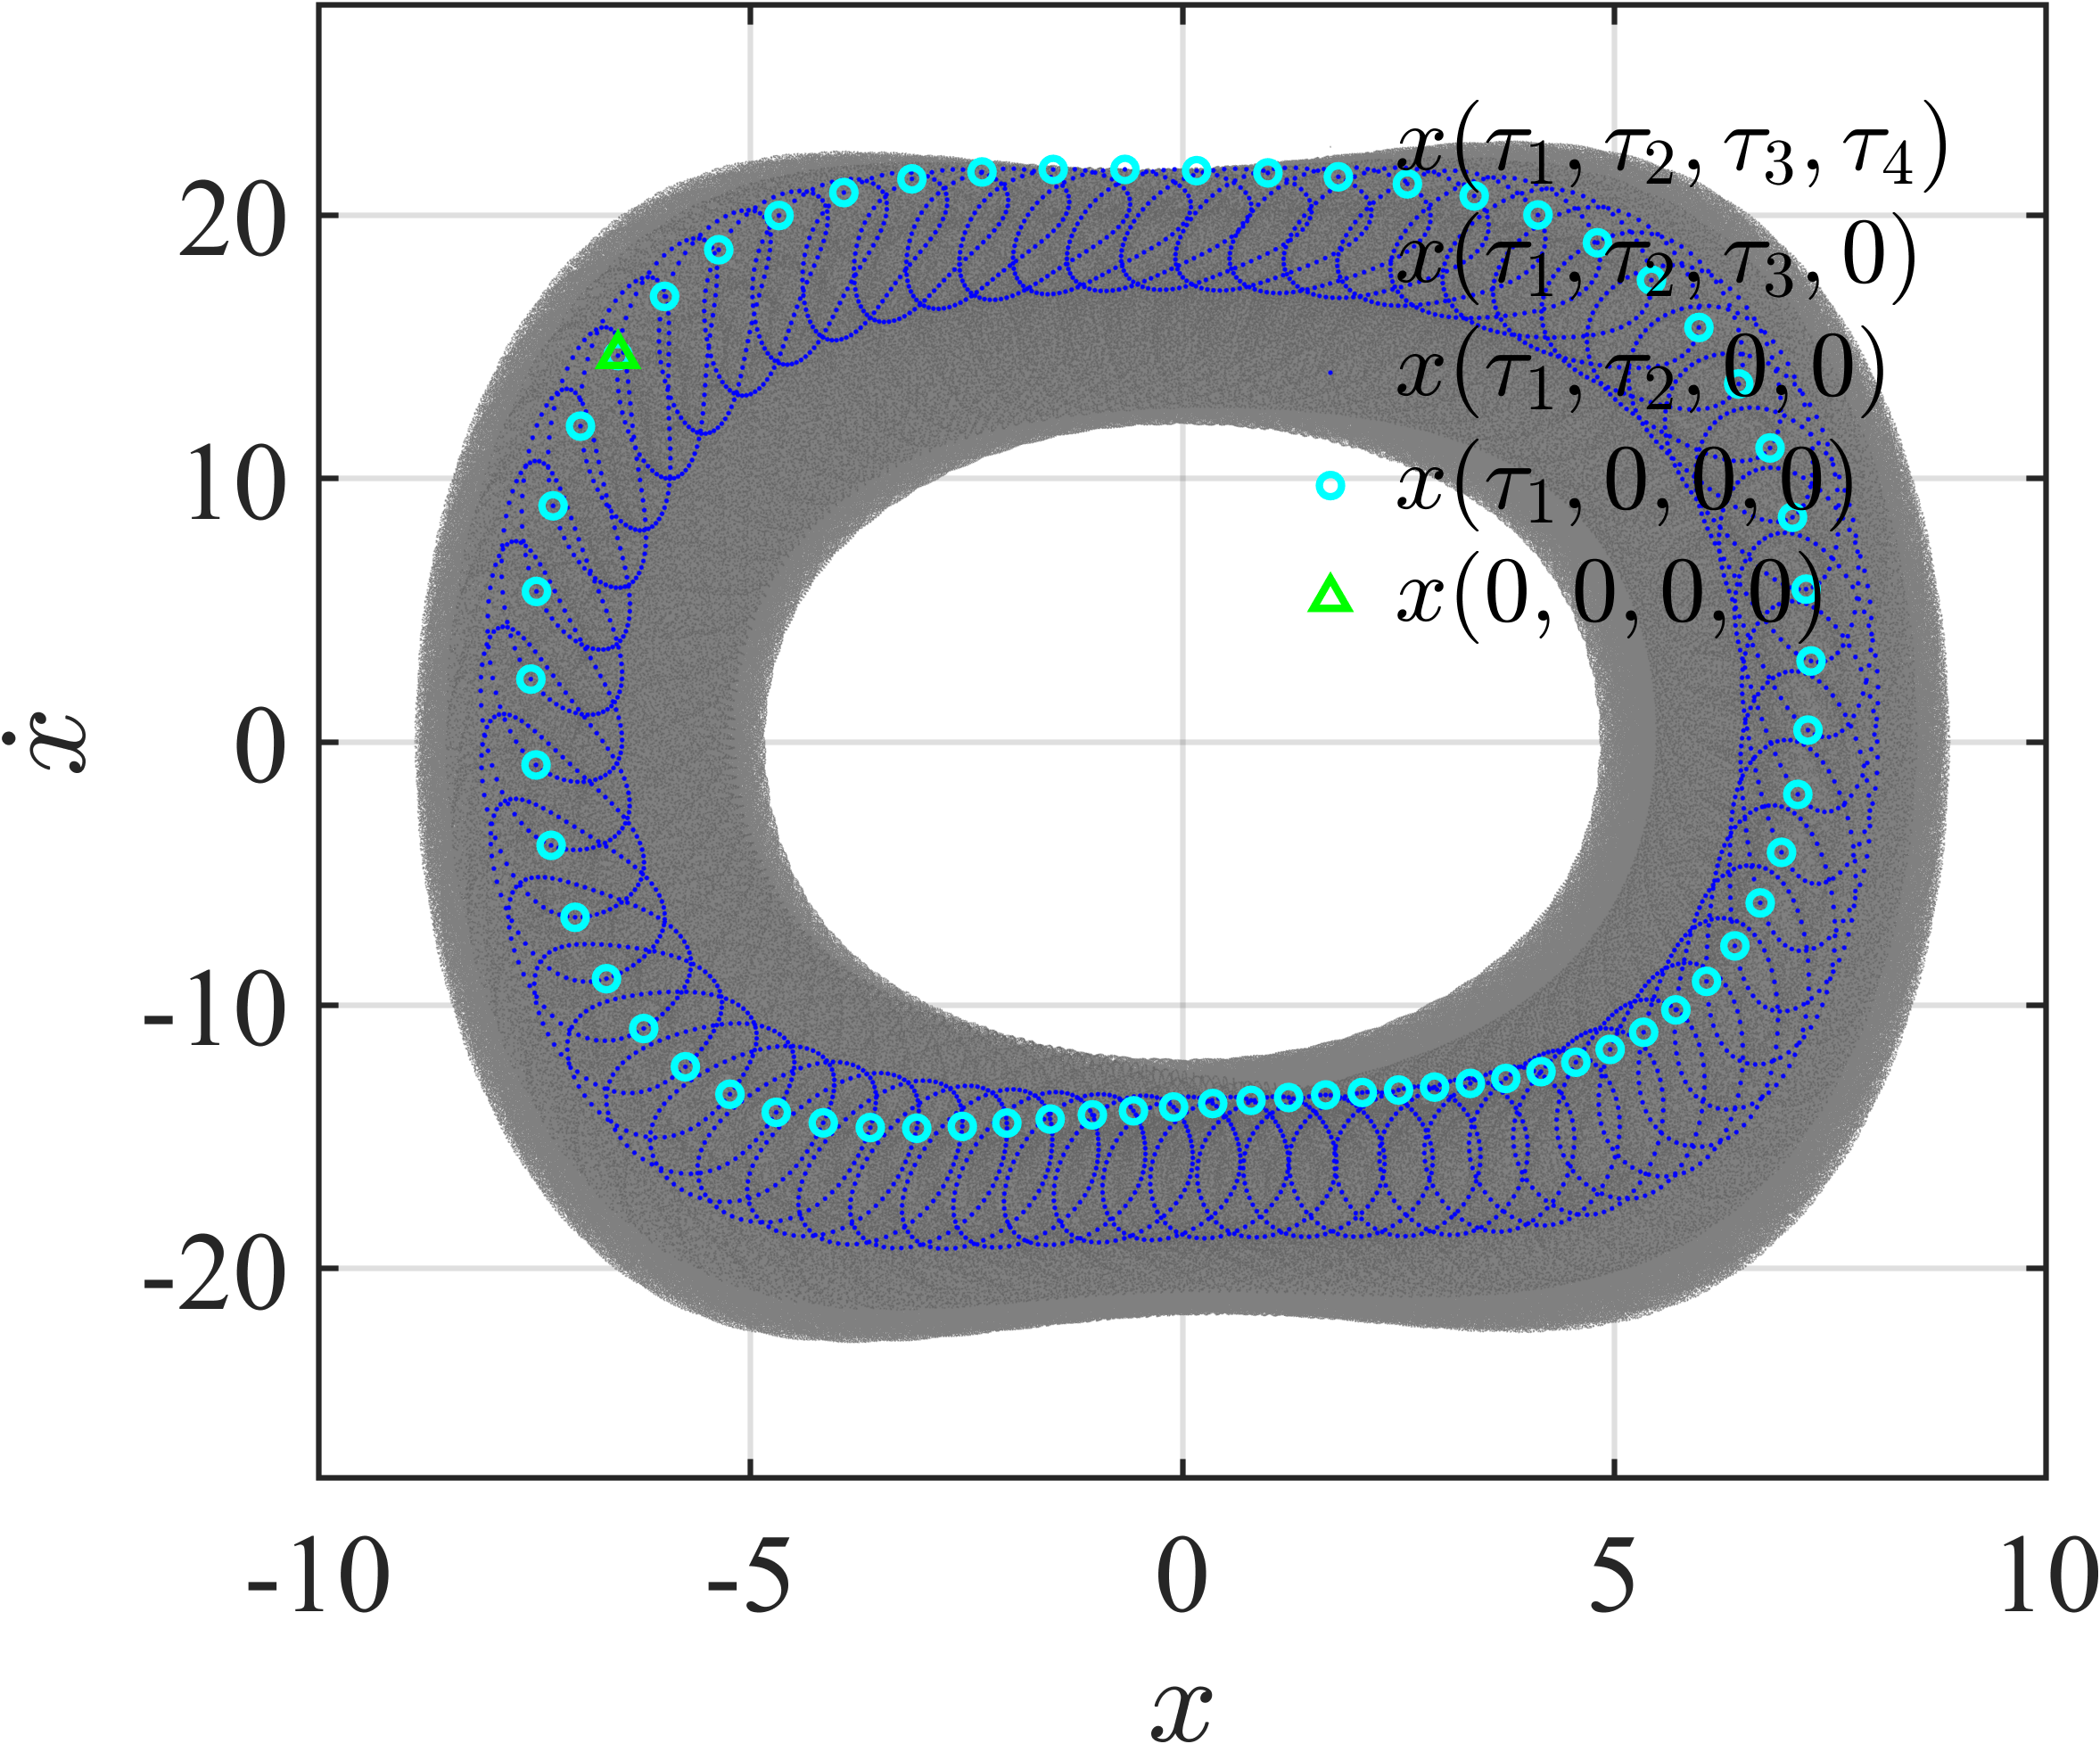 x(τ₁, τ₂, τ₃, τ₄)
x(τ₁, τ₂, τ₃, 0)
x(τ₁, τ₂, 0, 0)
x(τ₁, 0, 0, 0)
x(0, 0, 0, 0)
20
10
0
-10
-20
ẋ
-10 -5 0 5 10
x